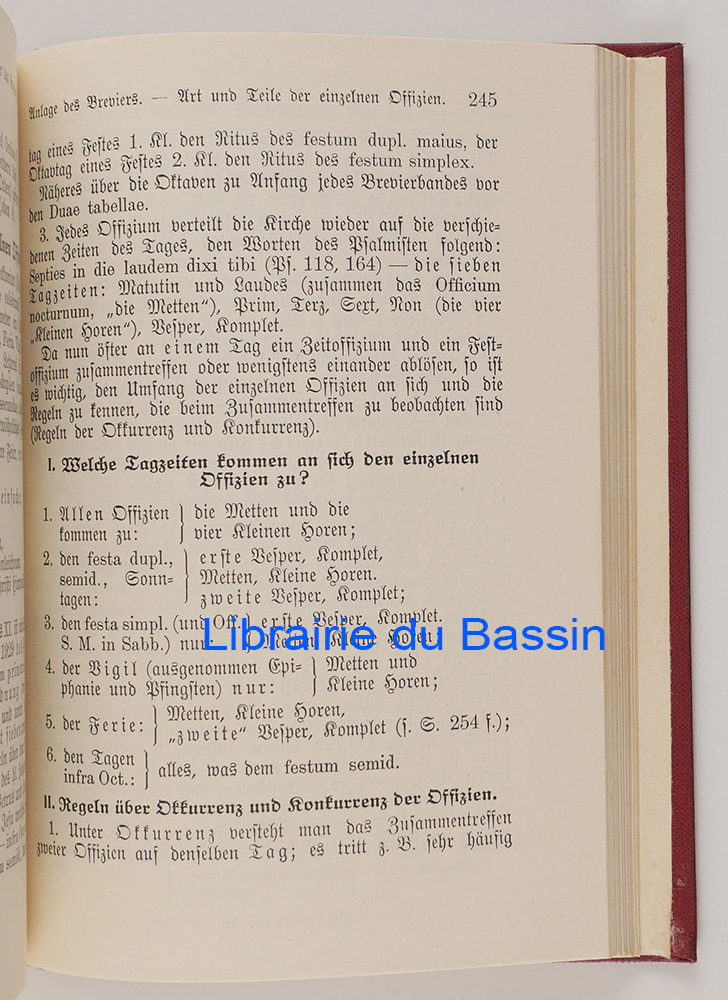 Anlage des Breviers. — Art und Teile der einzelnen Offizien. 245
tag eines Festes 1. Kl. den Ritus des festum dupl. maius, der
Oktavtag eines Festes 2. Kl. den Ritus des festum simplex.
Näheres über die Oktaven zu Anfang jedes Brevierbandes vor
den Duae tabellae.
3. Jedes Offizium verteilt die Kirche wieder auf die verschie-
denen Zeiten des Tages, den Worten des Psalmisten folgend:
Septies in die laudem dixi tibi (Ps. 118, 164) — die sieben
Tagzeiten: Matutin und Laudes (zusammen das Officium
nocturnum, „die Metten“), Prim, Terz, Sext, Non (die vier
„Kleinen Horen“), Vesper, Komplet.
Da nun öfter an einem Tag ein Zeitoffizium und ein Fest-
offizium zusammentreffen oder wenigstens einander ablösen, so ist
es wichtig, den Umfang der einzelnen Offizien an sich und die
Regeln zu kennen, die beim Zusammentreffen zu beobachten sind
(Regeln der Okkurrenz und Konkurrenz).
I. Welche Tagzeiten kommen an sich den einzelnen
Offizien zu?
1. Allen Offizien } die Metten und die
kommen zu: } vier Kleinen Horen;
2. den festa dupl., } erste Vesper, Komplet,
semid., Sonn- } Metten, Kleine Horen.
tagen: } zweite Vesper, Komplet;
3. den festa simpl. (und Off.) erste Vesper, Komplet.
S. M. in Sabb.) nur: Metten, Kleine Horen;
Librairie du Bassin
4. der Vigil (ausgenommen Epi- } Metten und
phanie und Pfingsten) nur: } Kleine Horen;
5. der Ferie: } Metten, Kleine Horen,
„zweite“ Vesper, Komplet (s. S. 254 f.);
6. den Tagen } alles, was dem festum semid.
infra Oct.: }
II. Regeln über Okkurrenz und Konkurrenz der Offizien.
1. Unter Okkurrenz versteht man das Zusammentreffen
zweier Offizien auf denselben Tag; es tritt z. B. sehr häufig